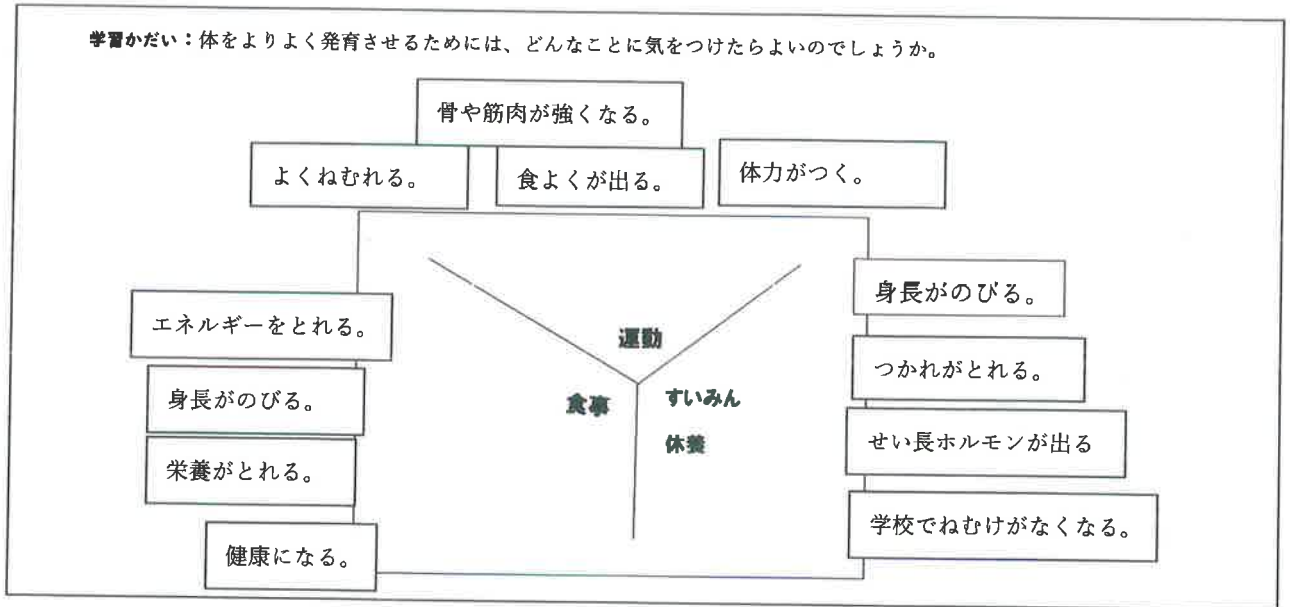 学習かだい：体をよりよく発育させるためには、どんなことに気をつけたらよいのでしょうか。
骨や筋肉が強くなる。
よくねむれる。
食よくが出る。
体力がつく。
エネルギーをとれる。
身長がのびる。
栄養がとれる。
健康になる。
運動
食事
すいみん
休養
身長がのびる。
つかれがとれる。
せい長ホルモンが出る
学校でねむけがなくなる。